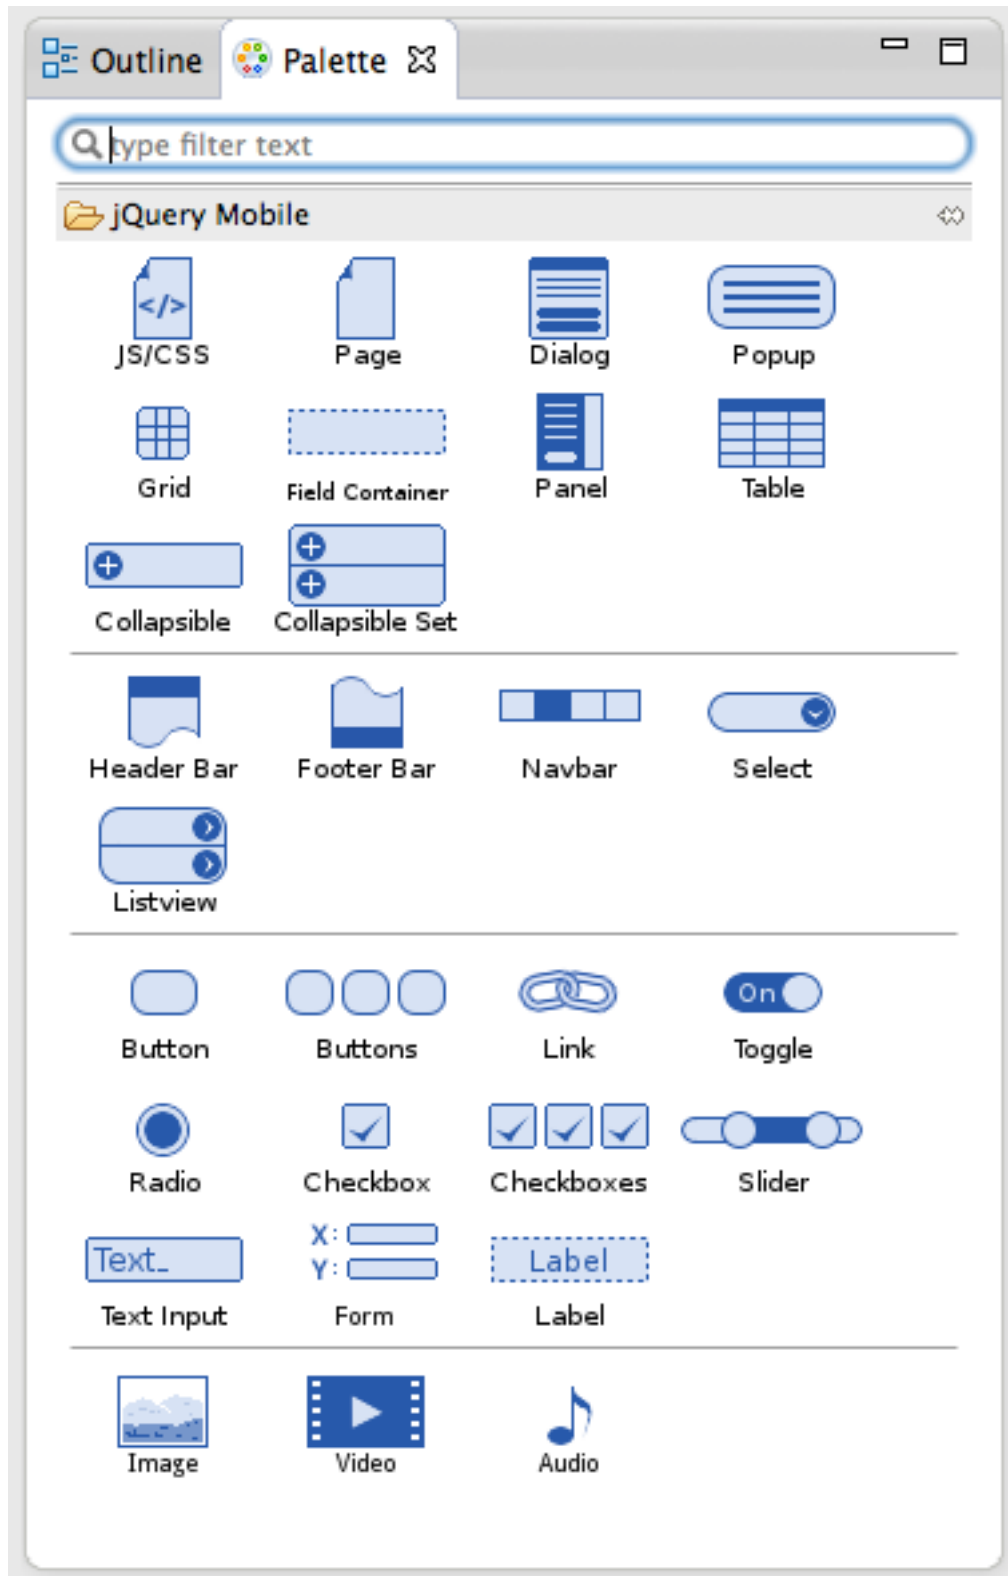 Outline Palette
type filter text
jQuery Mobile
</>
JS/CSS Page Dialog Popup
Grid Field Container Panel Table
Collapsible Collapsible Set
Header Bar Footer Bar Navbar Select
Listview
On
Button Buttons Link Toggle
Radio Checkbox Checkboxes Slider
X:
Text_ Y: Label
Text Input Form Label
Image Video Audio